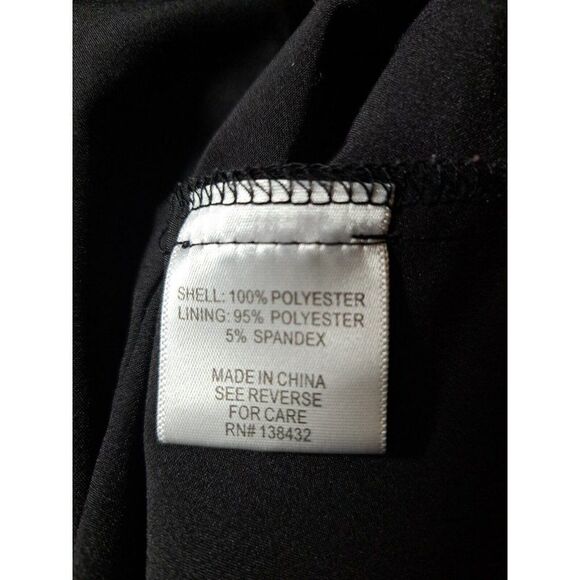 SHELL: 100% POLYESTER
LINING: 95% POLYESTER
5% SPANDEX
MADE IN CHINA
SEE REVERSE
FOR CARE
RN# 138432